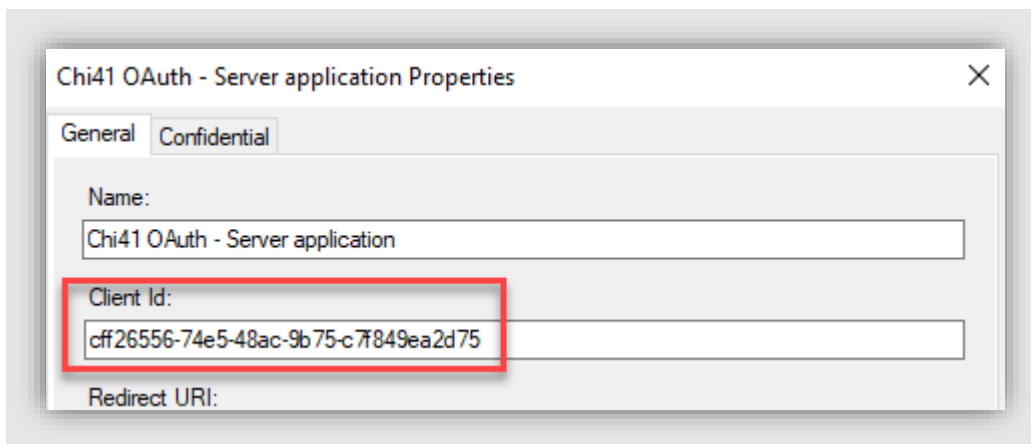 Chi41 OAuth - Server application Properties
General Confidential
Name:
Chi41 OAuth - Server application
Client Id:
cff26556-74e5-48ac-9b75-c7f849ea2d75
Redirect URI: